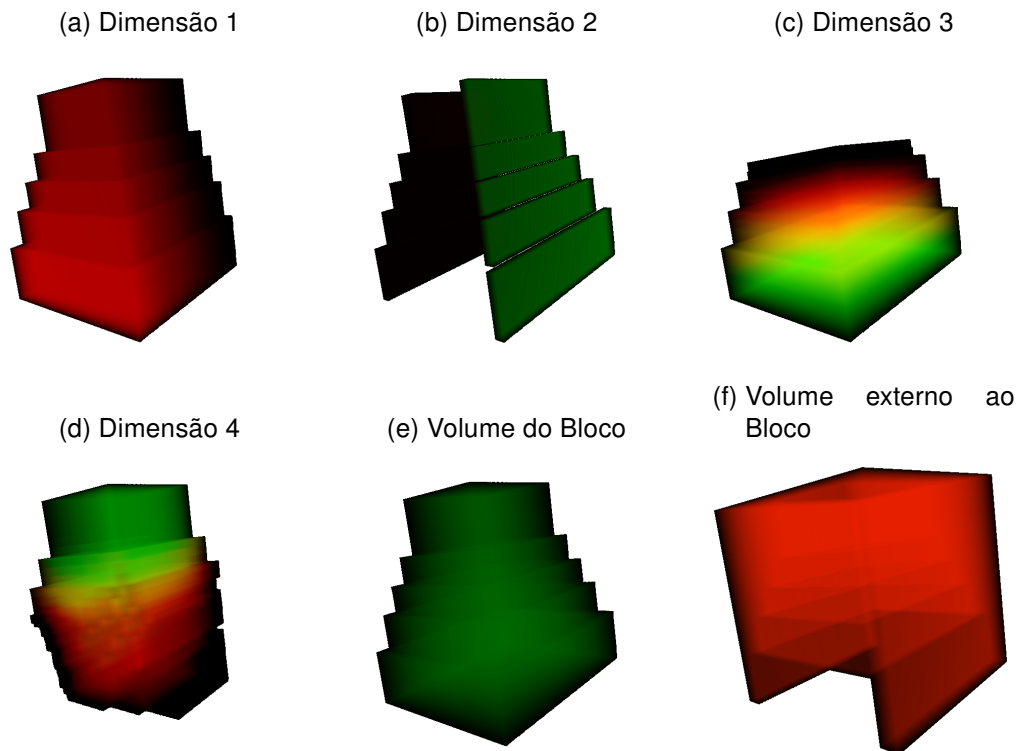 (a) Dimensão 1
(b) Dimensão 2
(c) Dimensão 3
(d) Dimensão 4
(e) Volume do Bloco
(f) Volume externo ao
Bloco